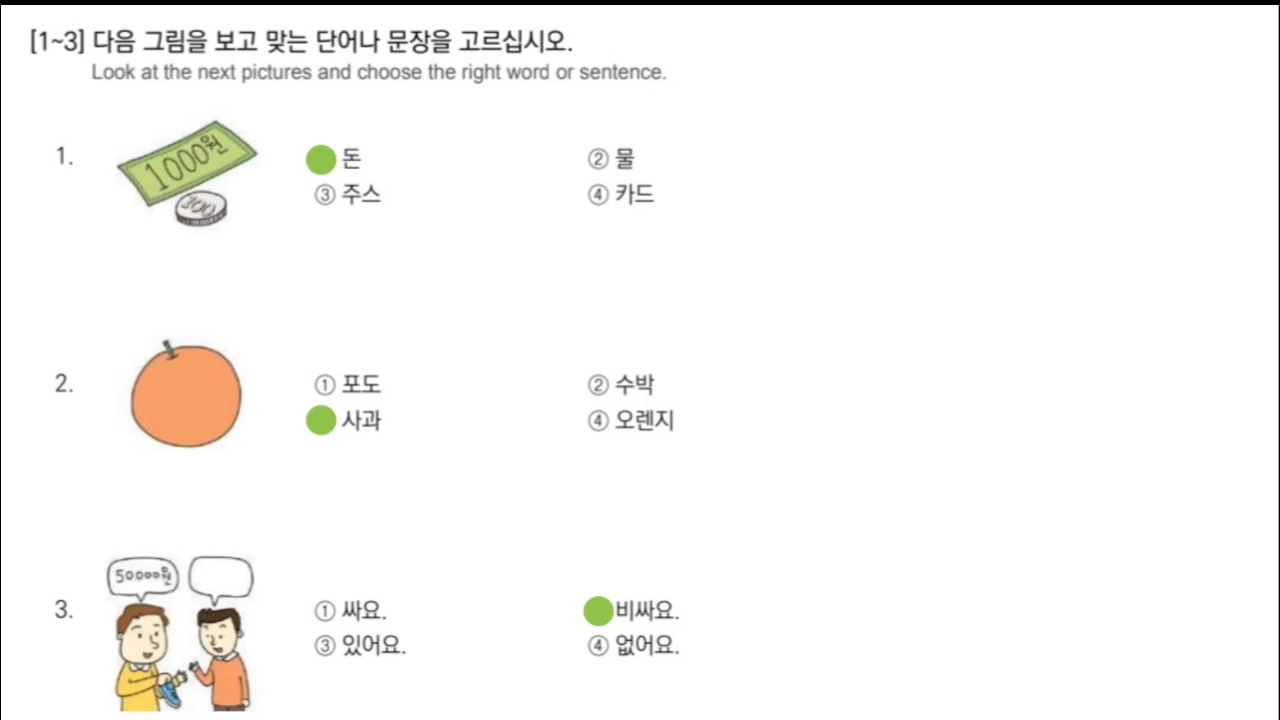 [1~3] 다음 그림을 보고 맞는 단어나 문장을 고르십시오.
Look at the next pictures and choose the right word or sentence.
1.
1000원
100
돈
② 물
③ 주스
④ 카드
2.
① 포도
② 수박
사과
④ 오렌지
3.
50000원
① 싸요.
비싸요.
③ 있어요.
④ 없어요.